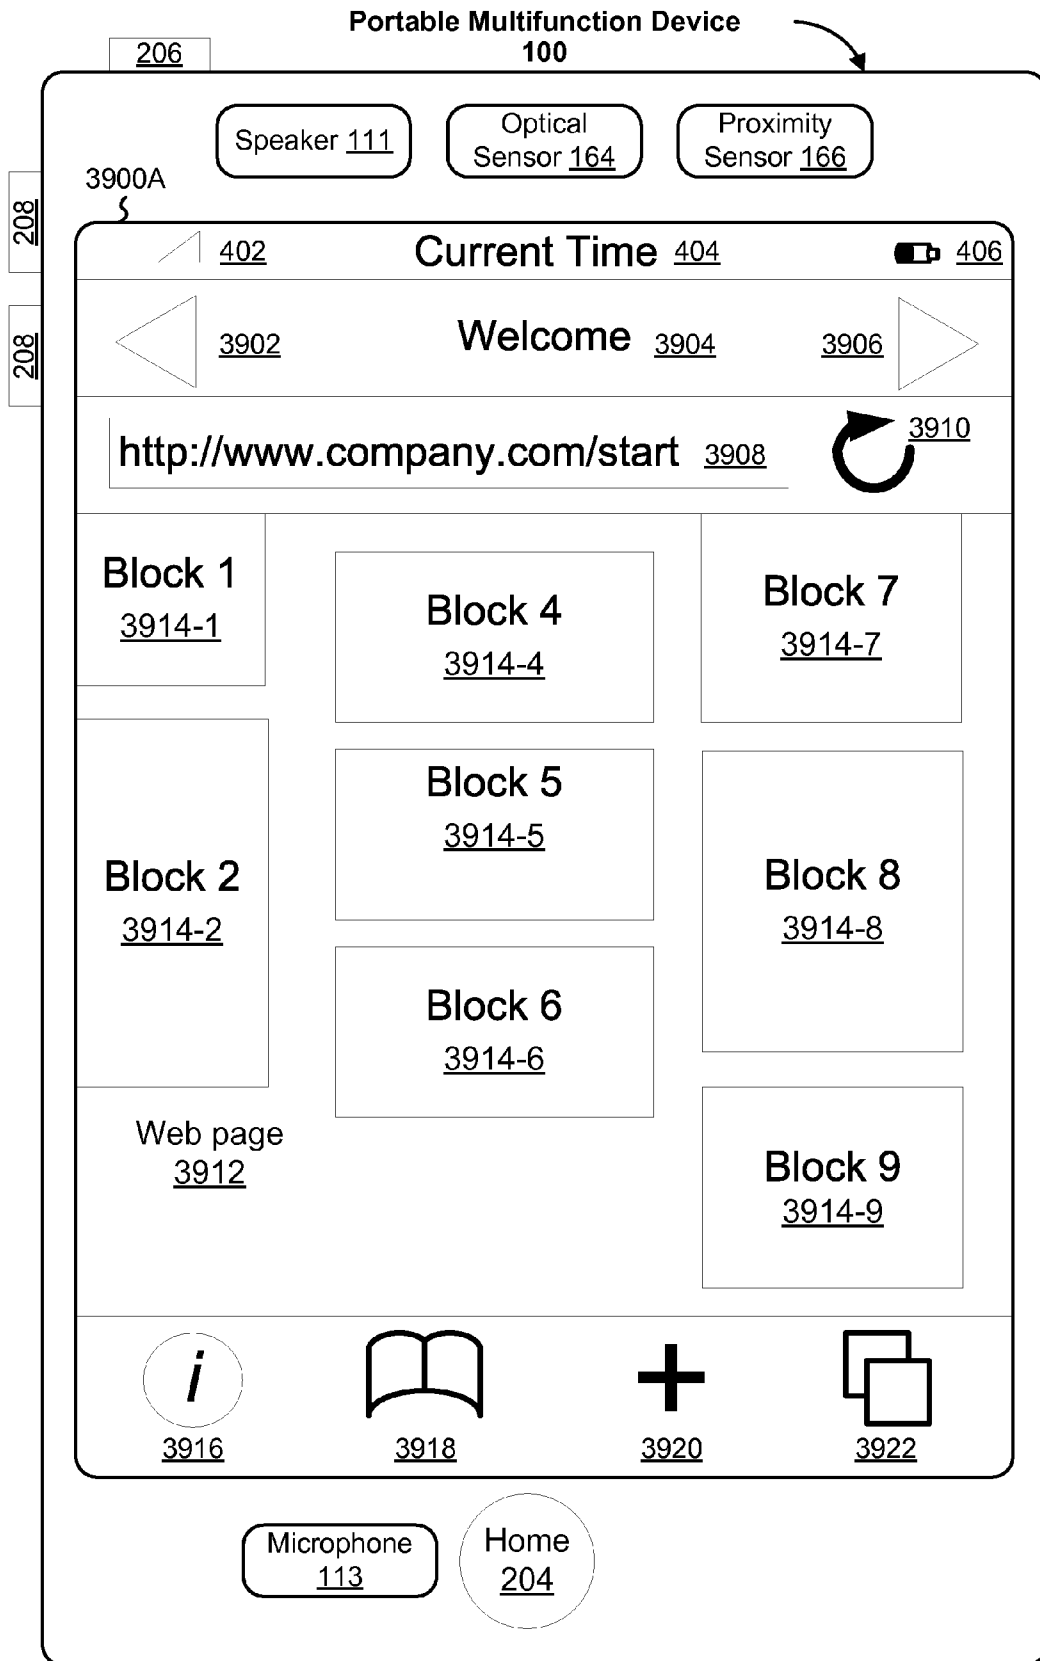 Portable Multifunction Device
100
206
Speaker 111
Optical
Sensor 164
Proximity
Sensor 166
3900A
208
208
402
Current Time 404
406
3902
Welcome 3904
3906
http://www.company.com/start 3908
3910
Block 1
3914-1
Block 2
3914-2
Block 4
3914-4
Block 5
3914-5
Block 6
3914-6
Block 7
3914-7
Block 8
3914-8
Block 9
3914-9
Web page
3912
i
3916
3918
3920
3922
Microphone
113
Home
204